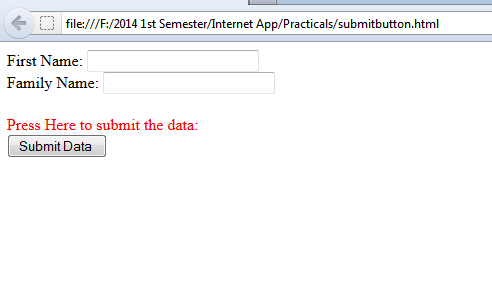 file:///F:/2014 1st Semester/Internet App/Practicals/submitbutton.html
First Name:
Family Name:
Press Here to submit the data:
Submit Data